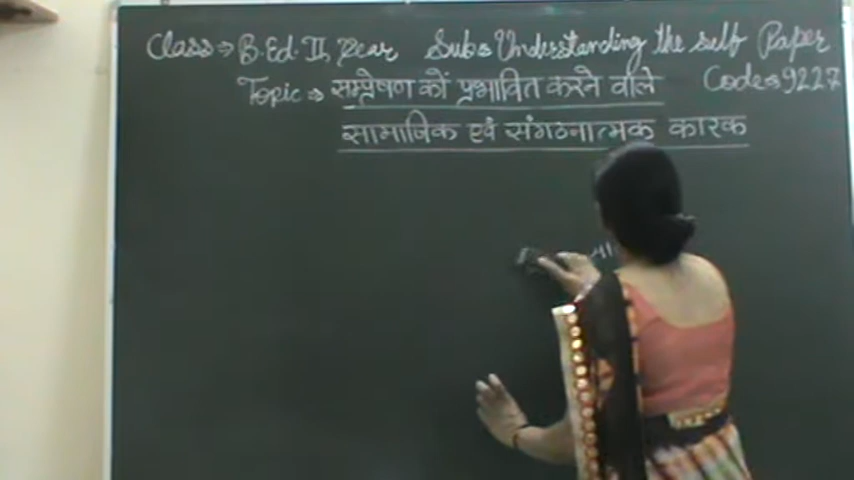 Class → B.Ed. II, Year Sub = Understanding the self Paper
Topic ⇒ सम्प्रेषण कों प्रभावित करने वाले Code = 9227
सामाजिक एवं संगठनात्मक कारक